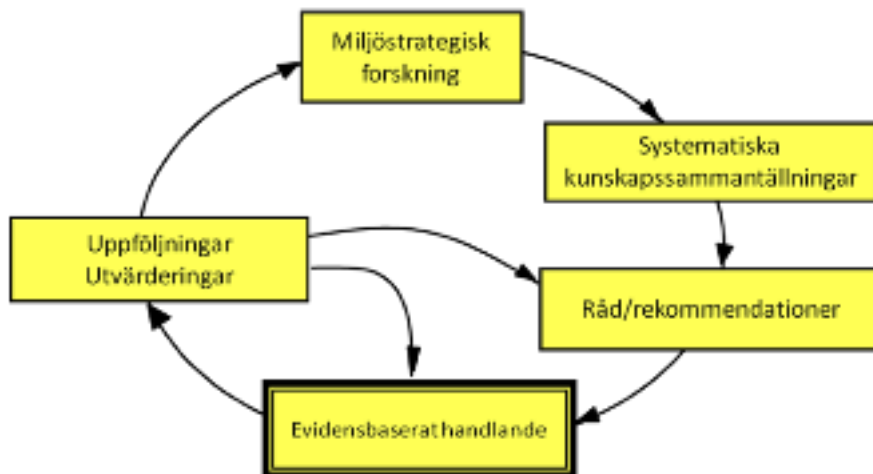 Miljöstrategisk
forskning
Systematiska
kunskapssammantällningar
Uppföljningar
Utvärderingar
Råd/rekommendationer
Evidensbaserat handlande